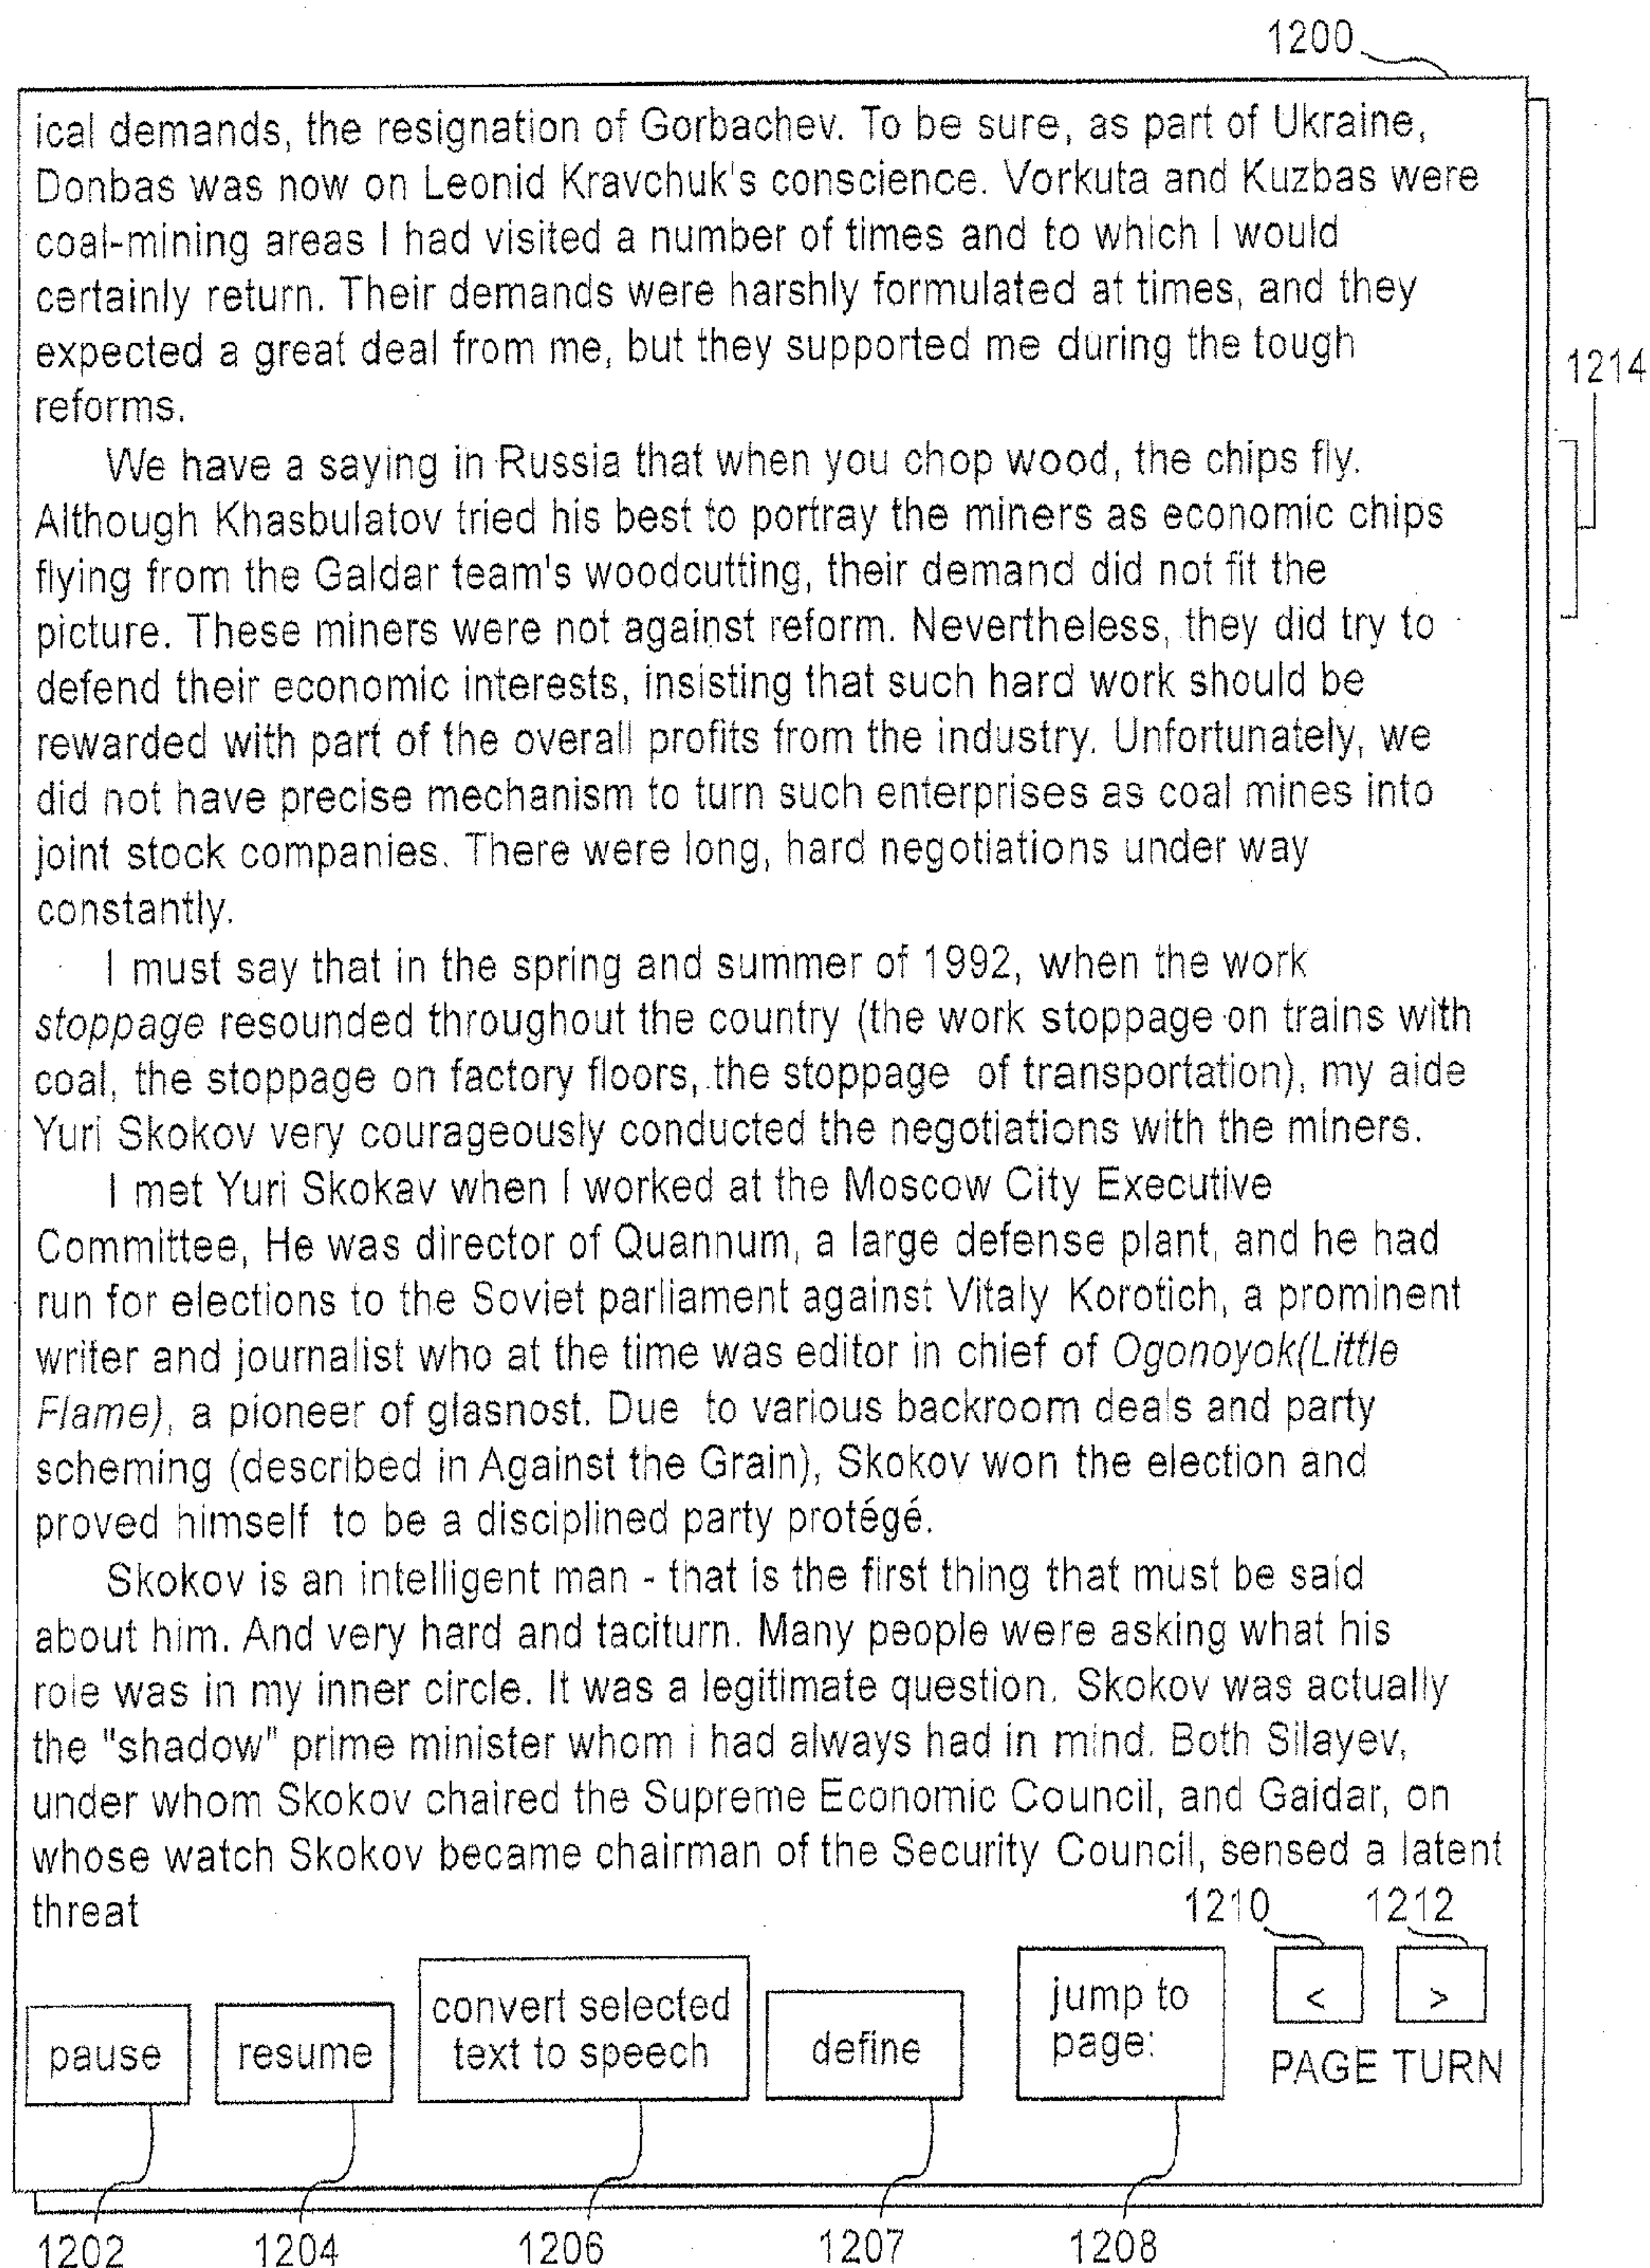 1200
ical demands, the resignation of Gorbachev. To be sure, as part of Ukraine,
Donbas was now on Leonid Kravchuk's conscience. Vorkuta and Kuzbas were
coal-mining areas I had visited a number of times and to which I would
certainly return. Their demands were harshly formulated at times, and they
expected a great deal from me, but they supported me during the tough
1214
reforms.
We have a saying in Russia that when you chop wood, the chips fly.
Although Khasbulatov tried his best to portray the miners as economic chips
flying from the Galdar team's woodcutting, their demand did not fit the
picture. These miners were not against reform. Nevertheless, they did try to
defend their economic interests, insisting that such hard work should be
rewarded with part of the overall profits from the industry. Unfortunately, we
did not have precise mechanism to turn such enterprises as coal mines into
joint stock companies. There were long, hard negotiations under way
constantly.
I must say that in the spring and summer of 1992, when the work
stoppage resounded throughout the country (the work stoppage on trains with
coal, the stoppage on factory floors, the stoppage of transportation), my aide
Yuri Skokov very courageously conducted the negotiations with the miners.
I met Yuri Skokav when I worked at the Moscow City Executive
Committee, He was director of Quannum, a large defense plant, and he had
run for elections to the Soviet parliament against Vitaly Korotich, a prominent
writer and journalist who at the time was editor in chief of Ogonoyok(Little
Flame), a pioneer of glasnost. Due to various backroom deals and party
scheming (described in Against the Grain), Skokov won the election and
proved himself to be a disciplined party protégé.
Skokov is an intelligent man - that is the first thing that must be said
about him. And very hard and taciturn. Many people were asking what his
role was in my inner circle. It was a legitimate question. Skokov was actually
the "shadow" prime minister whom i had always had in mind. Both Silayev,
under whom Skokov chaired the Supreme Economic Council, and Gaidar, on
whose watch Skokov became chairman of the Security Council, sensed a latent
threat
1210 1212
pause
resume
convert selected
text to speech
define
jump to
page:
< >
PAGE TURN
1202 1204 1206 1207 1208